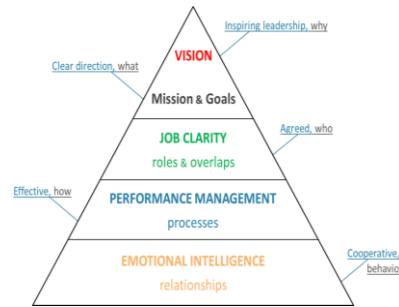 Inspiring leadership, why
VISION
Clear direction, what
Mission & Goals
JOB CLARITY
Agreed, who
roles & overlaps
Effective, how
PERFORMANCE MANAGEMENT
processes
EMOTIONAL INTELLIGENCE
Cooperative,
behavio
relationships